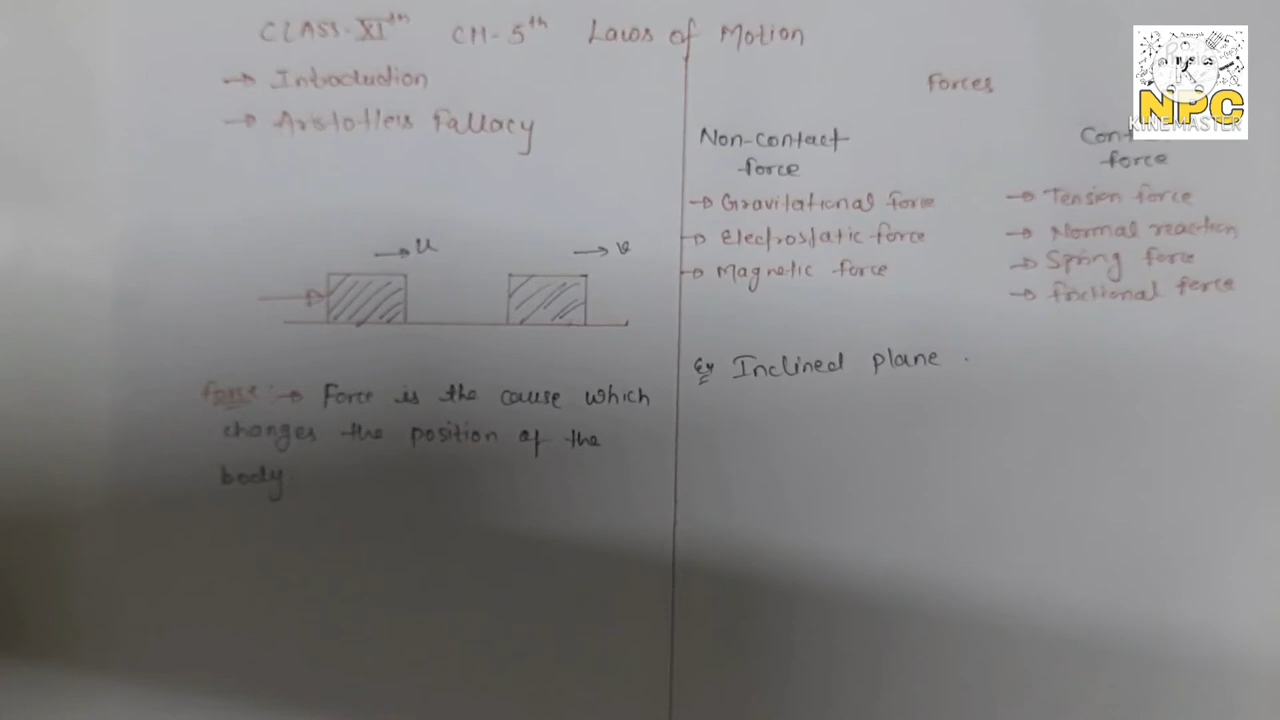 CLASS-XIth CH-5th Laws of Motion
→ Introduction
→ Aristotles Fallacy
→ u
→ v
Force :→ Force is the cause which
changes the position of the
body
Forces
Non-contact
force
→ Gravitational force
→ Electrostatic force
→ Magnetic force
force
→ Tension force
→ Normal reaction
→ Spring force
→ frictional force
Ex Inclined plane .
Physics
NPC
KINEMASTER